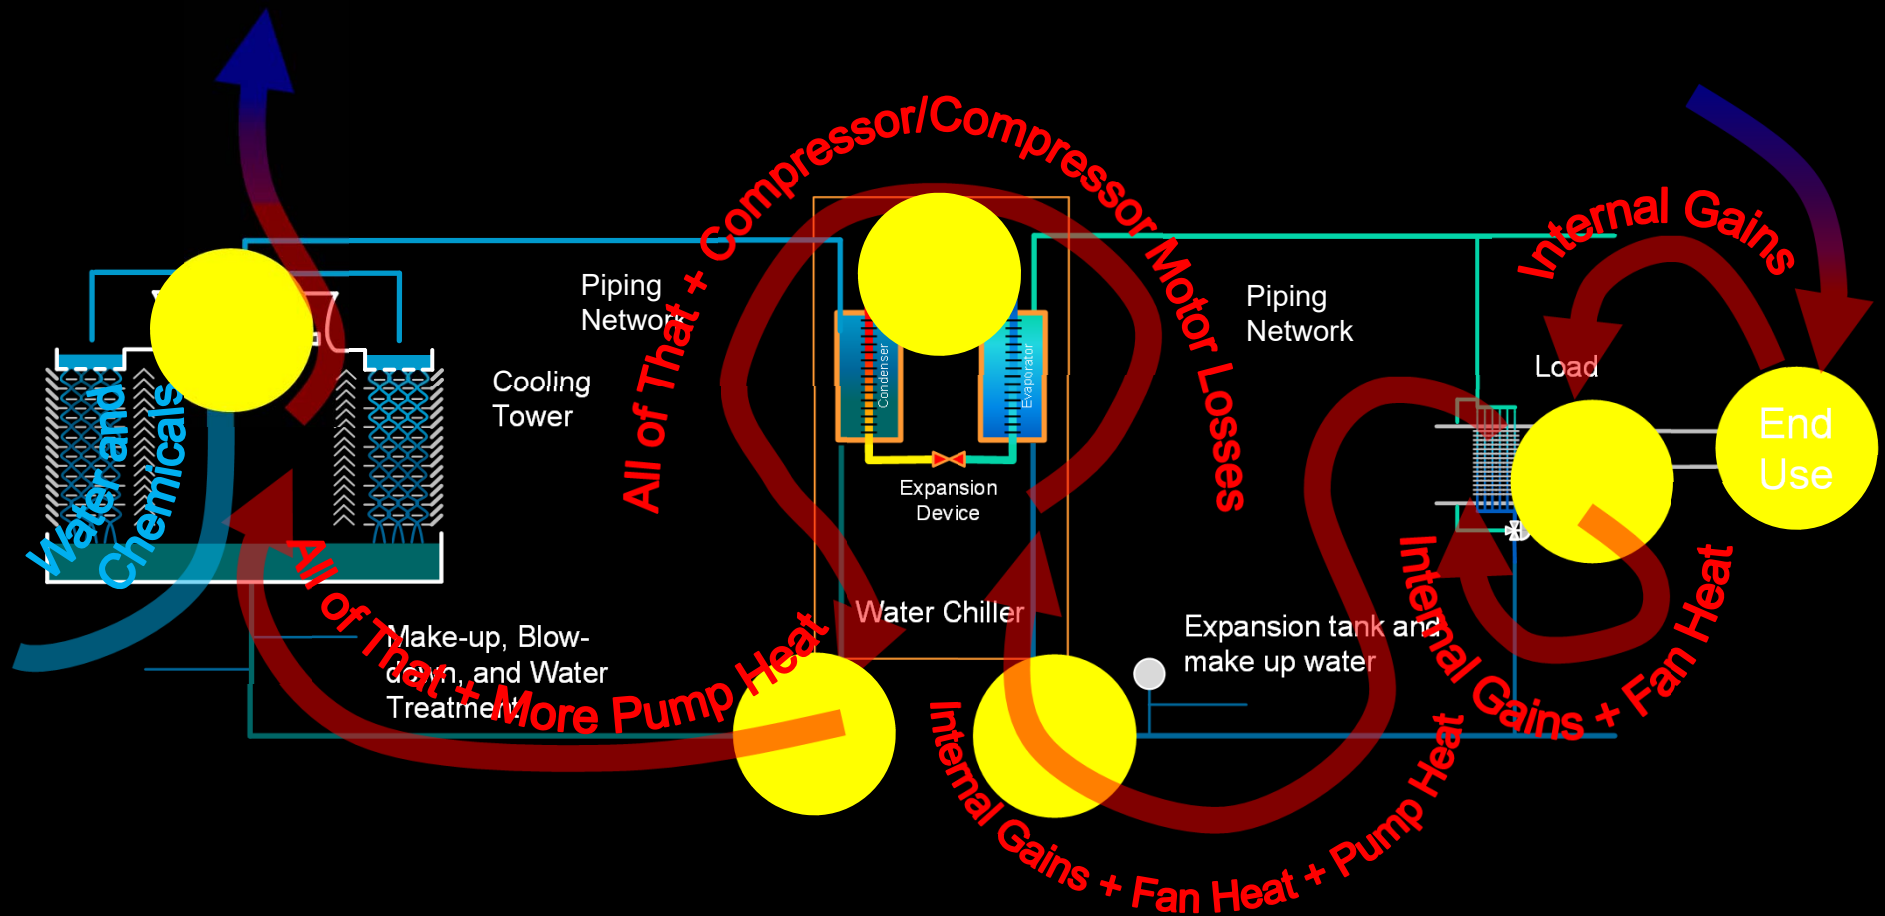 All of That + Compressor/Compressor Motor Losses
Internal Gains
Piping
Network
Piping
Network
Cooling
Tower
Load
Condenser
Evaporator
End
Use
Water and
Chemicals
Expansion
Device
Water Chiller
Expansion tank and
make up water
Make-up, Blow-
down, and Water
Treatment
All of That + More Pump Heat
Internal Gains + Fan Heat
Internal Gains + Fan Heat + Pump Heat